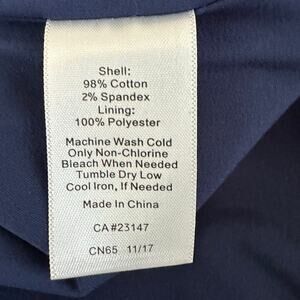 Shell:
98% Cotton
2% Spandex
Lining:
100% Polyester
Machine Wash Cold
Only Non-Chlorine
Bleach When Needed
Tumble Dry Low
Cool Iron, If Needed
Made In China
CA#23147
CN65 11/17